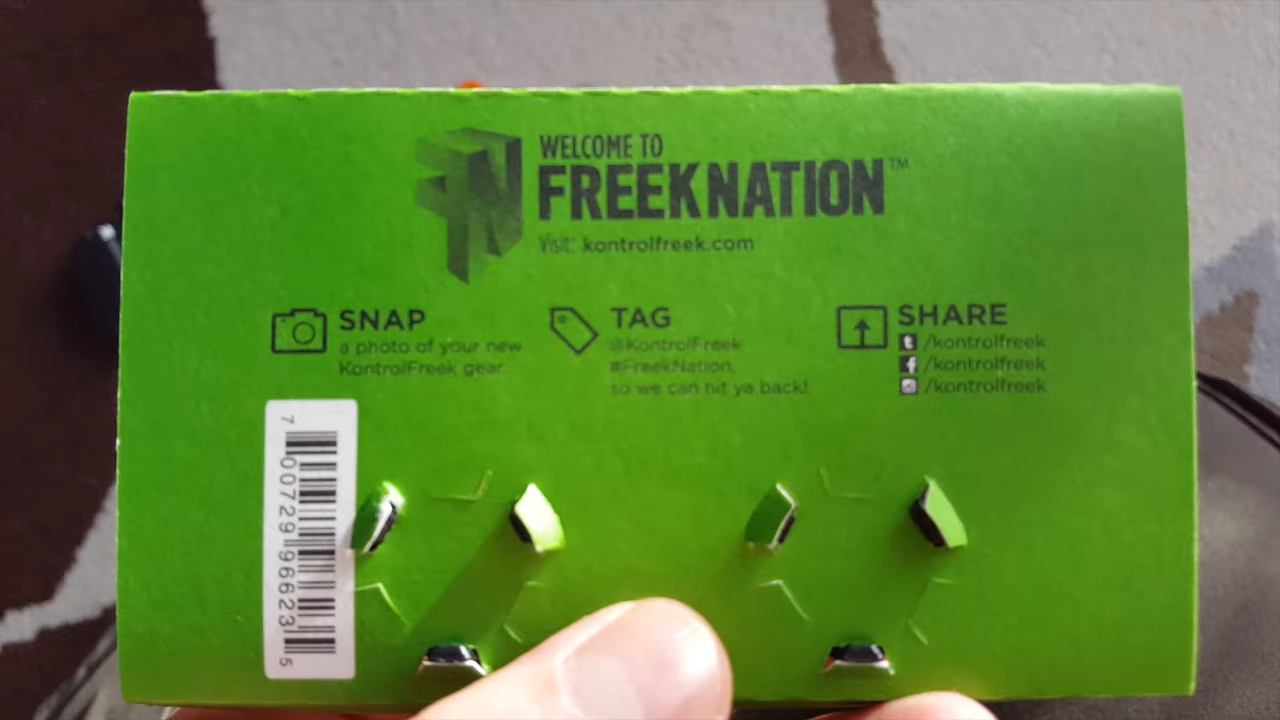 WELCOME TO
FREEKNATION™
Visit: kontrolfreek.com
SNAP
a photo of your new
KontrolFreek gear
TAG
@KontrolFreek
#FreekNation,
so we can hit ya back!
SHARE
/kontrolfreek
/kontrolfreek
/kontrolfreek
7 00729 96623 5